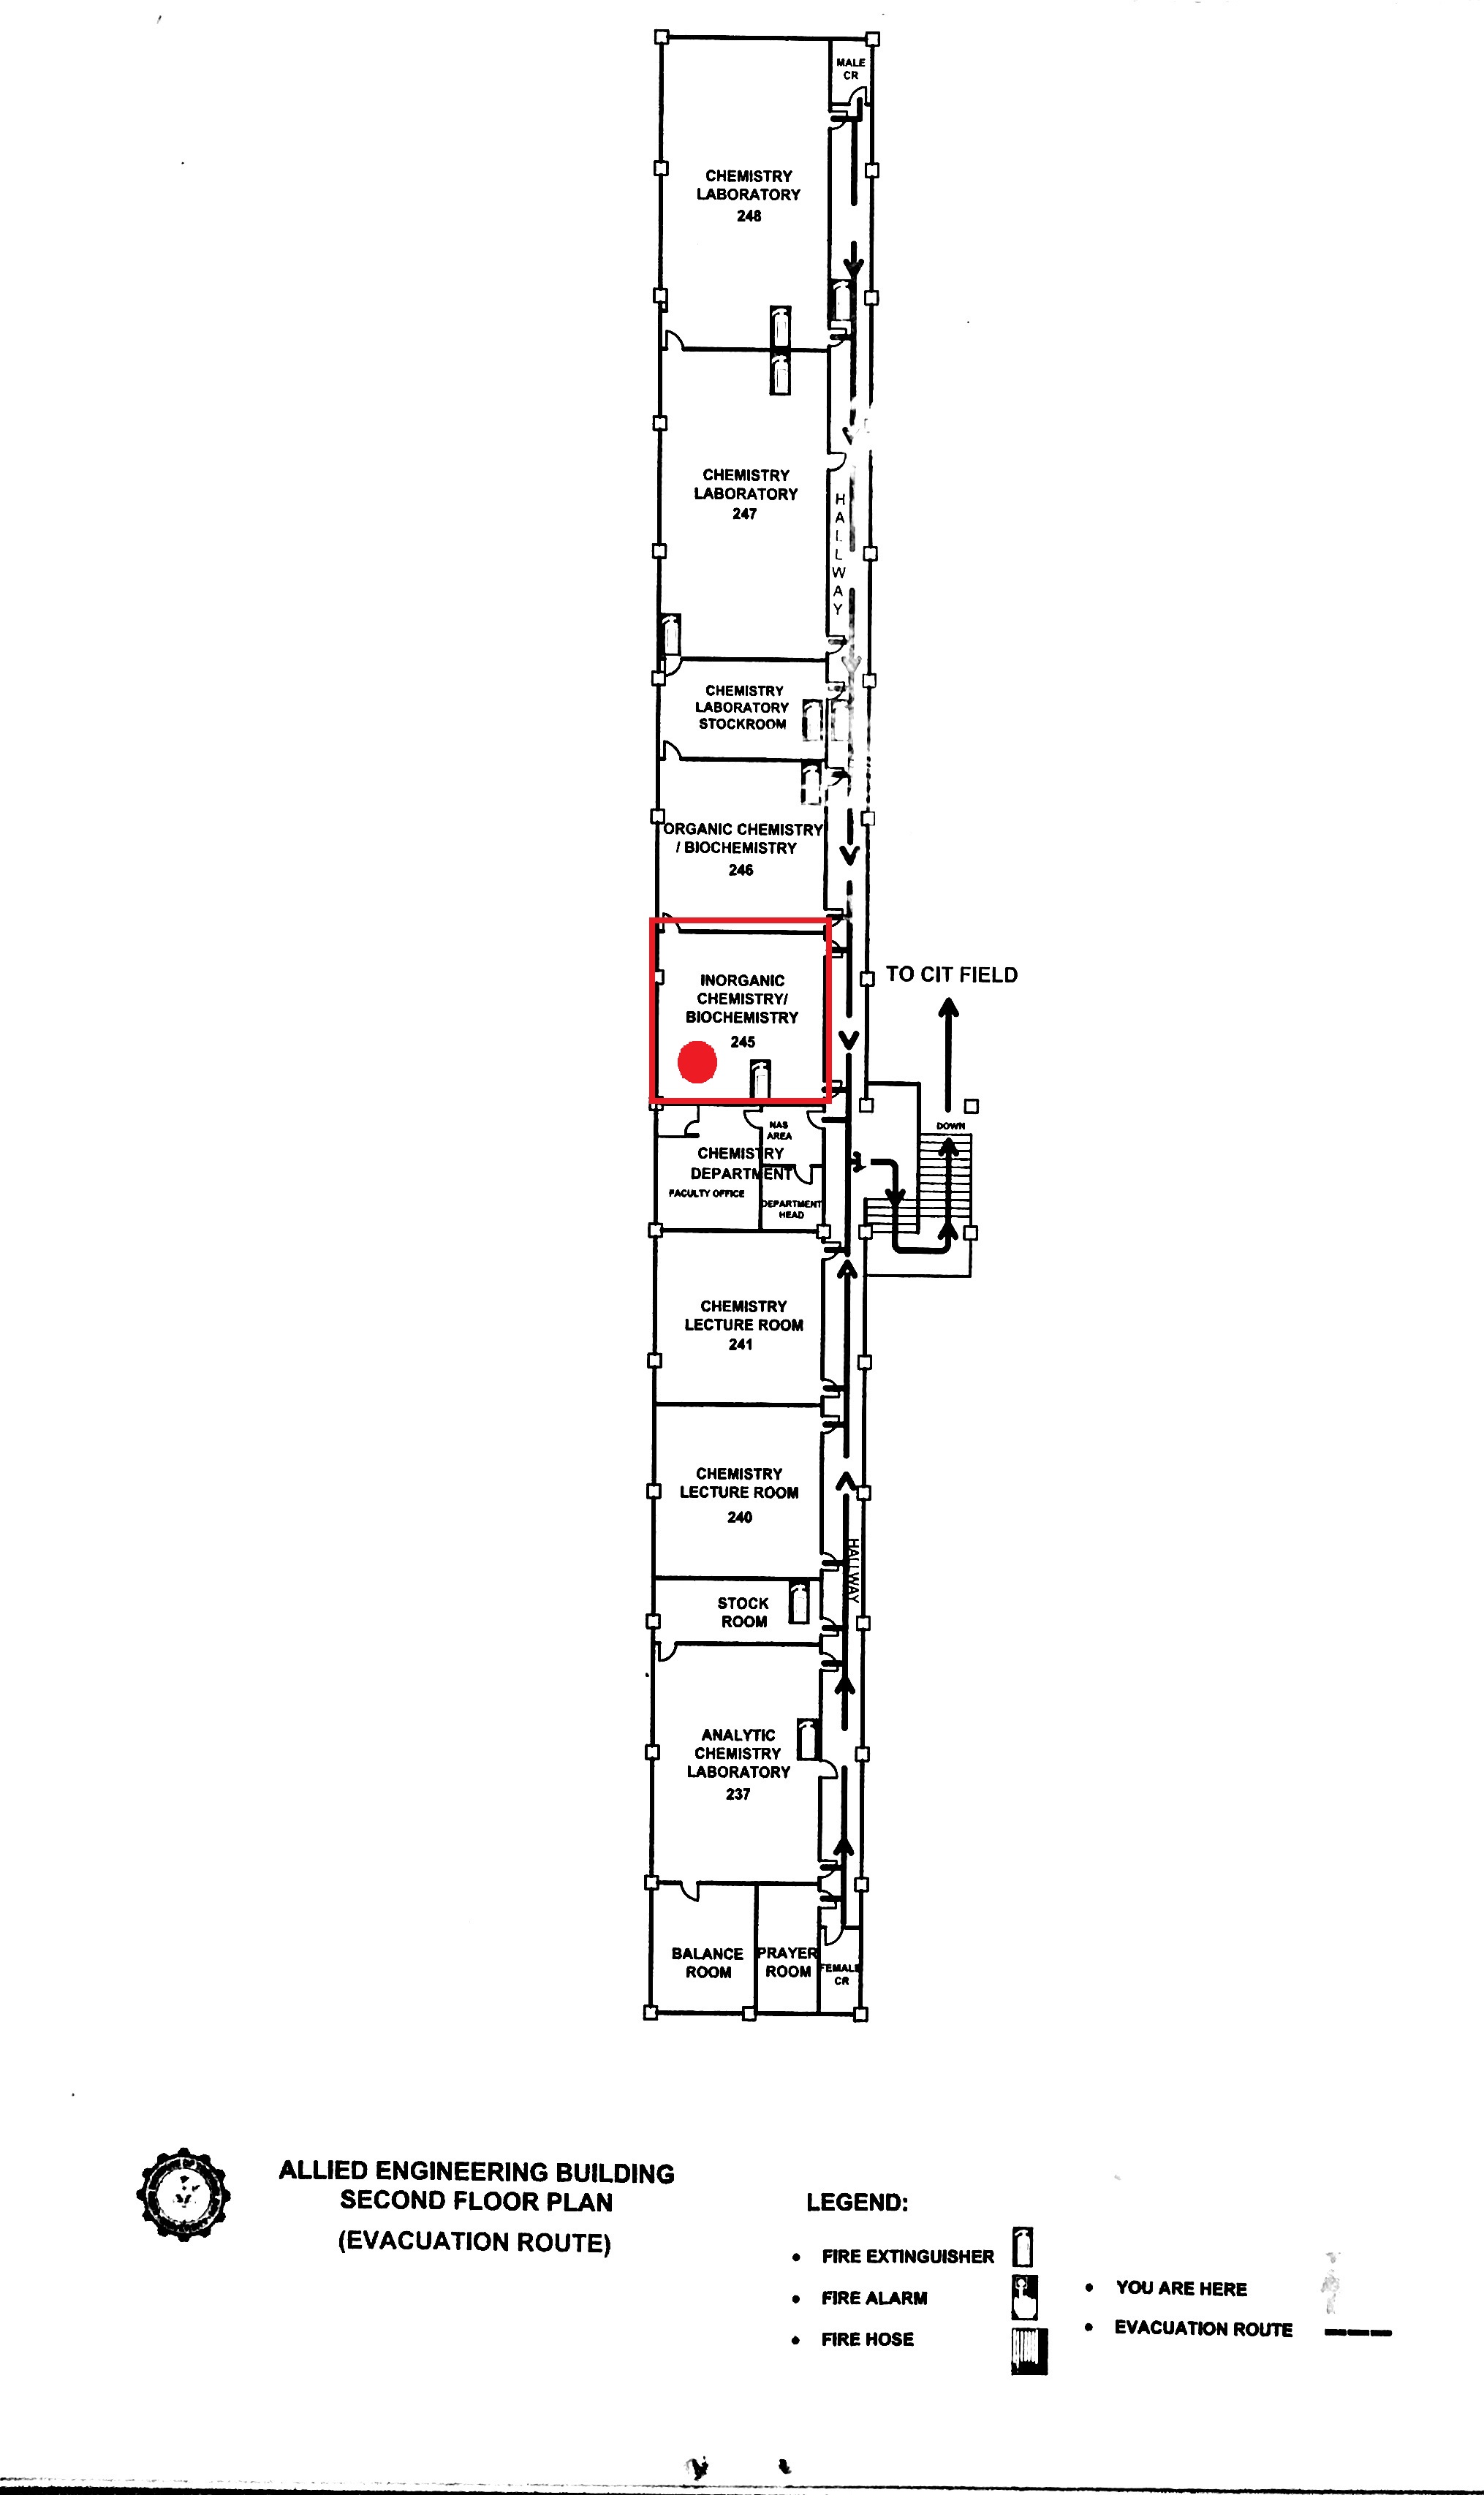 MALE
CR
CHEMISTRY
LABORATORY
248
CHEMISTRY
LABORATORY
247
HALLWAY
CHEMISTRY
LABORATORY
STOCKROOM
ORGANIC CHEMISTRY
/ BIOCHEMISTRY
246
INORGANIC
CHEMISTRY/
BIOCHEMISTRY
245
TO CIT FIELD
DOWN
NAS
AREA
CHEMISTRY
DEPARTMENT
FACULTY OFFICE
DEPARTMENT
HEAD
CHEMISTRY
LECTURE ROOM
241
CHEMISTRY
LECTURE ROOM
240
HALLWAY
STOCK
ROOM
ANALYTIC
CHEMISTRY
LABORATORY
237
BALANCE
ROOM
PRAYER
ROOM
FEMALE
CR
ALLIED ENGINEERING BUILDING
SECOND FLOOR PLAN
(EVACUATION ROUTE)
LEGEND:
• FIRE EXTINGUISHER
• FIRE ALARM
• FIRE HOSE
• YOU ARE HERE
• EVACUATION ROUTE